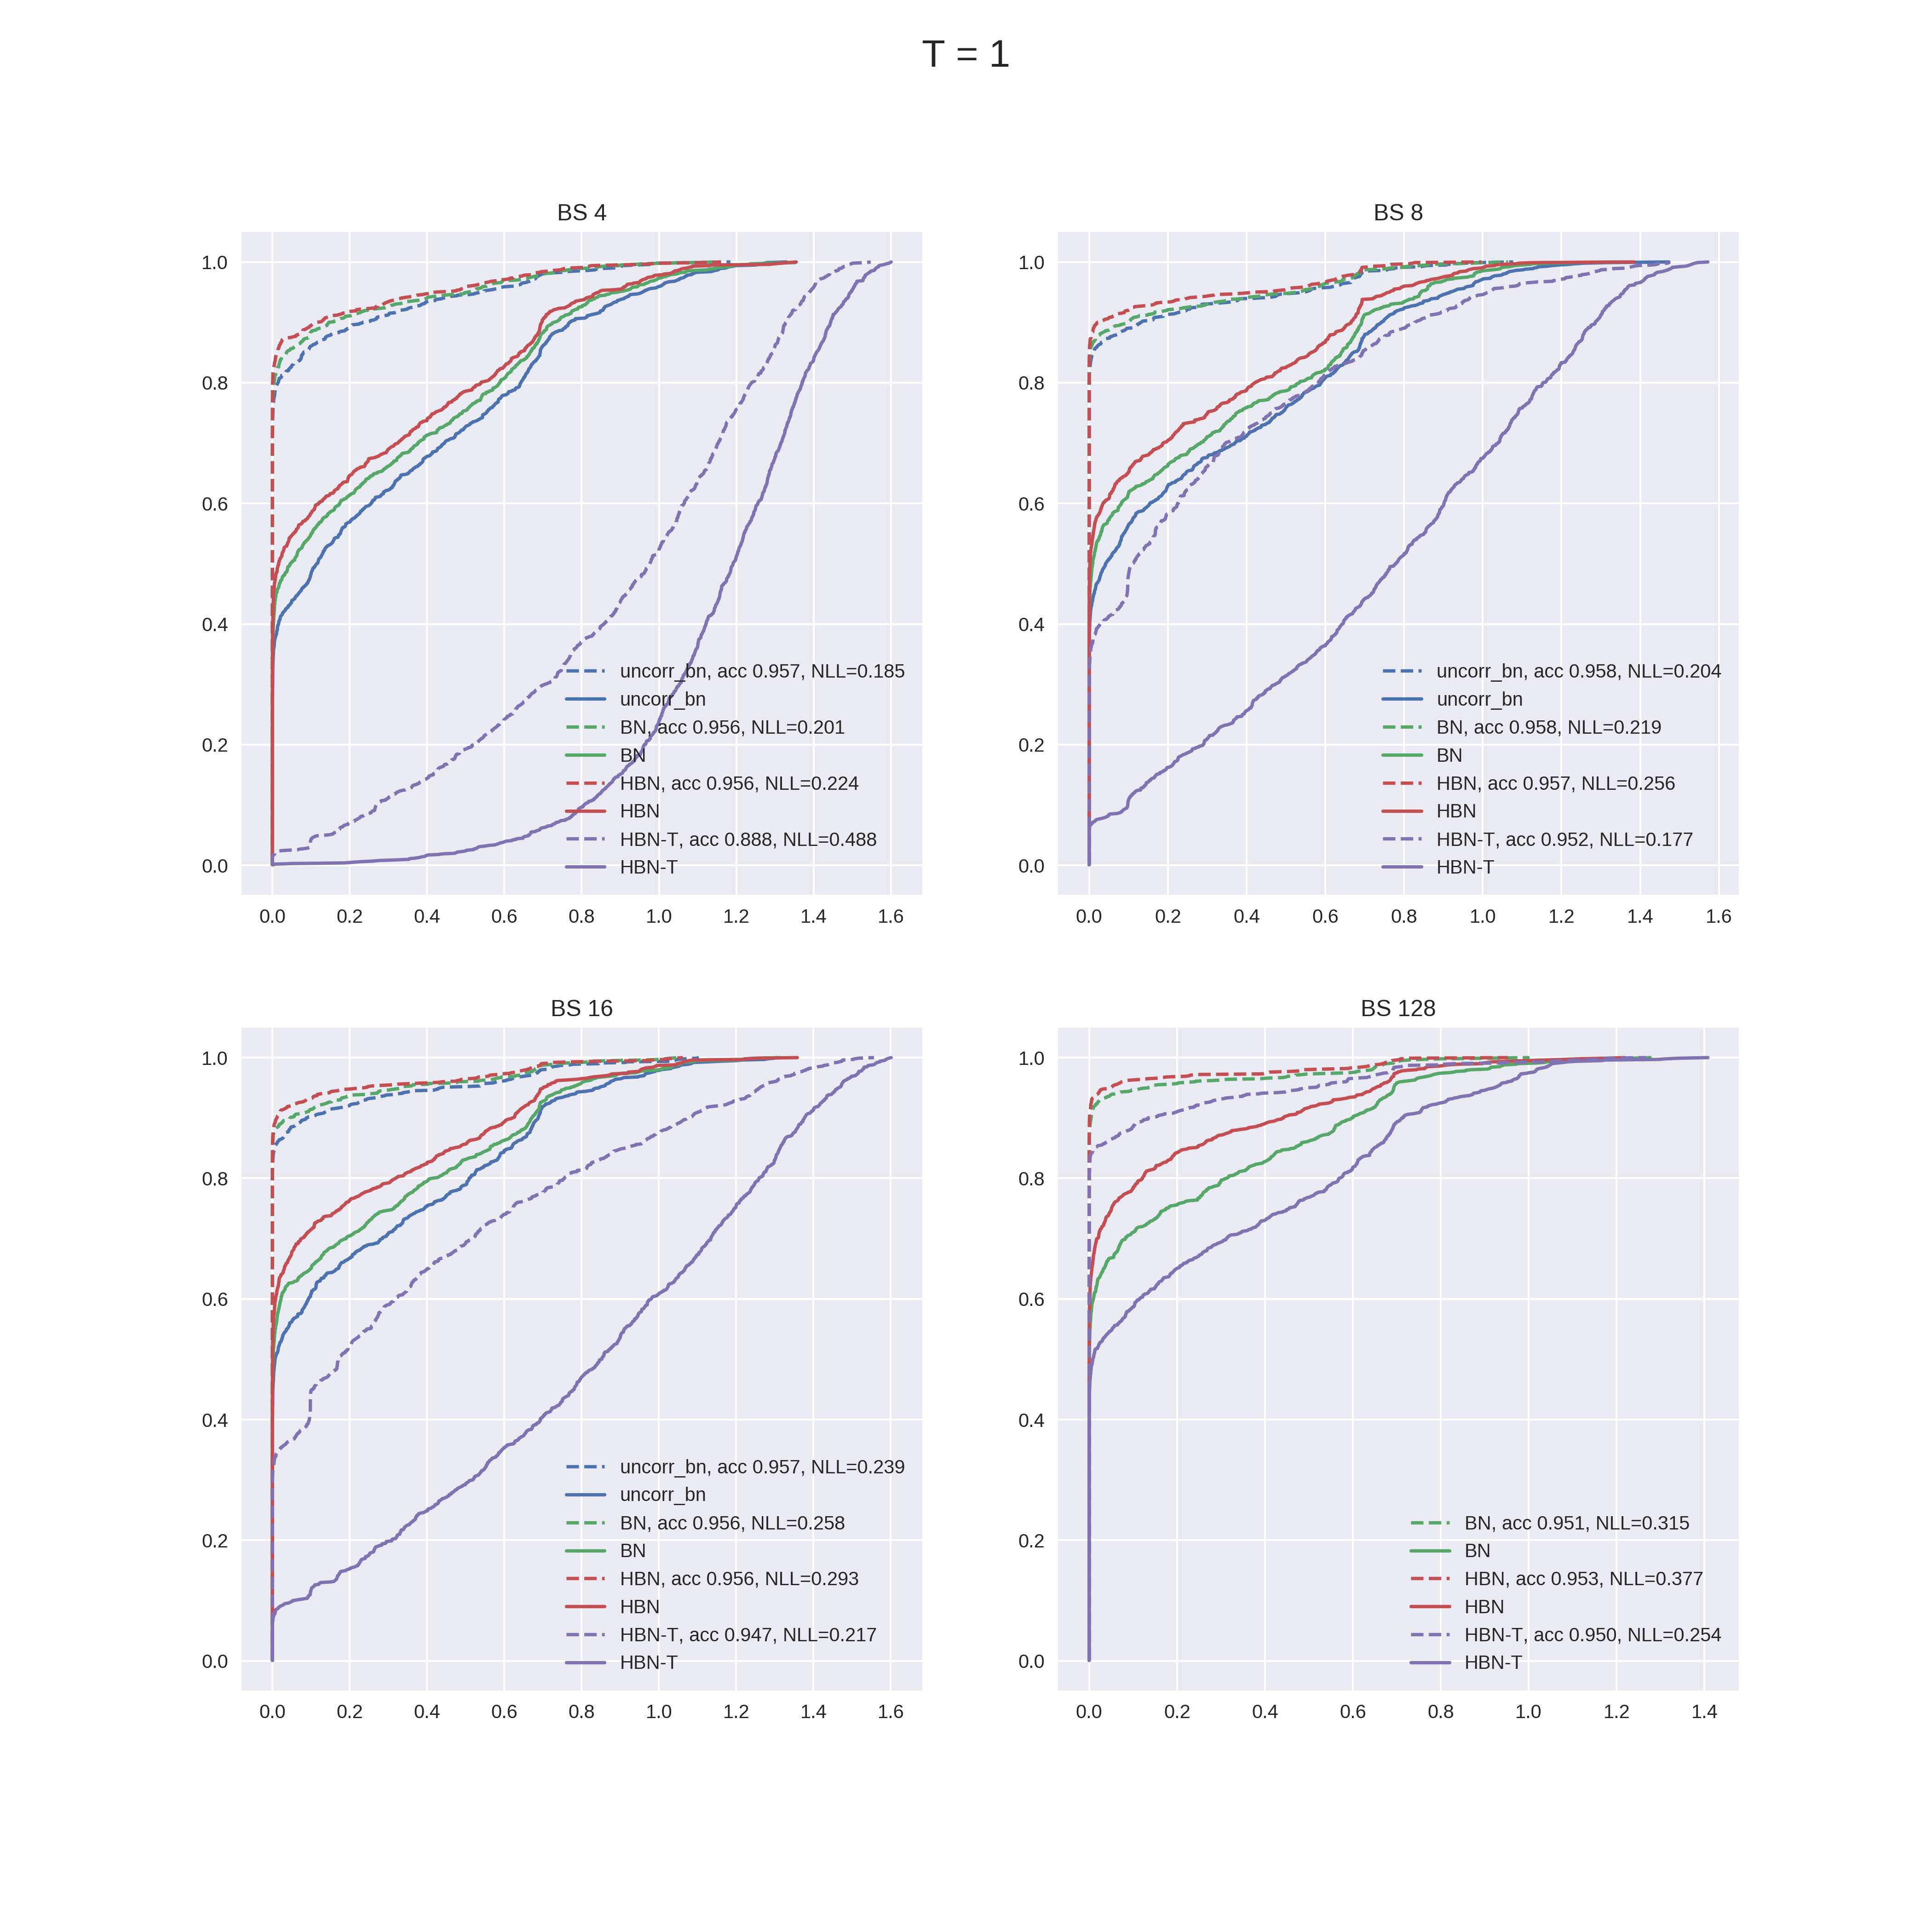 T = 1
BS 4
1.0
0.8
0.6
0.4
0.2
0.0
uncorr_bn, acc 0.957, NLL=0.185
uncorr_bn
BN, acc 0.956, NLL=0.201
BN
HBN, acc 0.956, NLL=0.224
HBN
HBN-T, acc 0.888, NLL=0.488
HBN-T
0.0 0.2 0.4 0.6 0.8 1.0 1.2 1.4 1.6
BS 8
1.0
0.8
0.6
0.4
0.2
0.0
uncorr_bn, acc 0.958, NLL=0.204
uncorr_bn
BN, acc 0.958, NLL=0.219
BN
HBN, acc 0.957, NLL=0.256
HBN
HBN-T, acc 0.952, NLL=0.177
HBN-T
0.0 0.2 0.4 0.6 0.8 1.0 1.2 1.4 1.6
BS 16
1.0
0.8
0.6
0.4
0.2
0.0
uncorr_bn, acc 0.957, NLL=0.239
uncorr_bn
BN, acc 0.956, NLL=0.258
BN
HBN, acc 0.956, NLL=0.293
HBN
HBN-T, acc 0.947, NLL=0.217
HBN-T
0.0 0.2 0.4 0.6 0.8 1.0 1.2 1.4 1.6
BS 128
1.0
0.8
0.6
0.4
0.2
0.0
BN, acc 0.951, NLL=0.315
BN
HBN, acc 0.953, NLL=0.377
HBN
HBN-T, acc 0.950, NLL=0.254
HBN-T
0.0 0.2 0.4 0.6 0.8 1.0 1.2 1.4